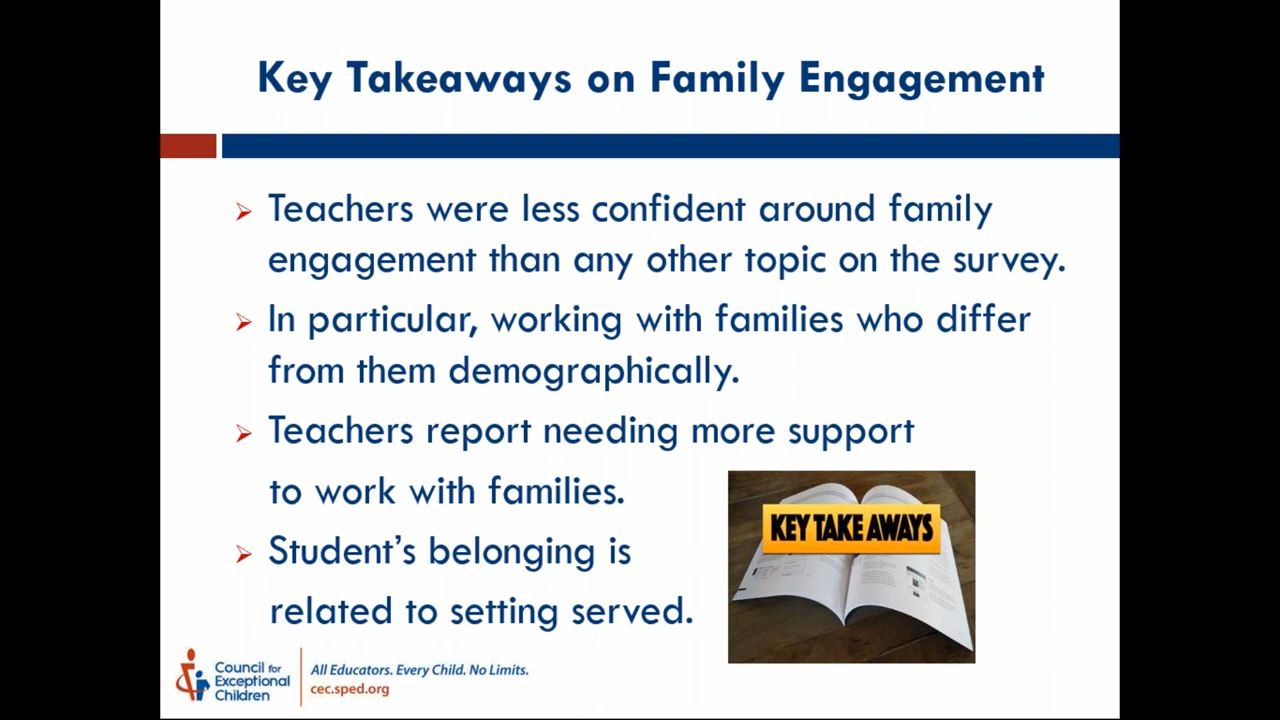 Key Takeaways on Family Engagement
Teachers were less confident around family
engagement than any other topic on the survey.
In particular, working with families who differ
from them demographically.
Teachers report needing more support
to work with families.
Student's belonging is
related to setting served.
KEY TAKE AWAYS
Council for
Exceptional
Children
All Educators. Every Child. No Limits.
cec.sped.org